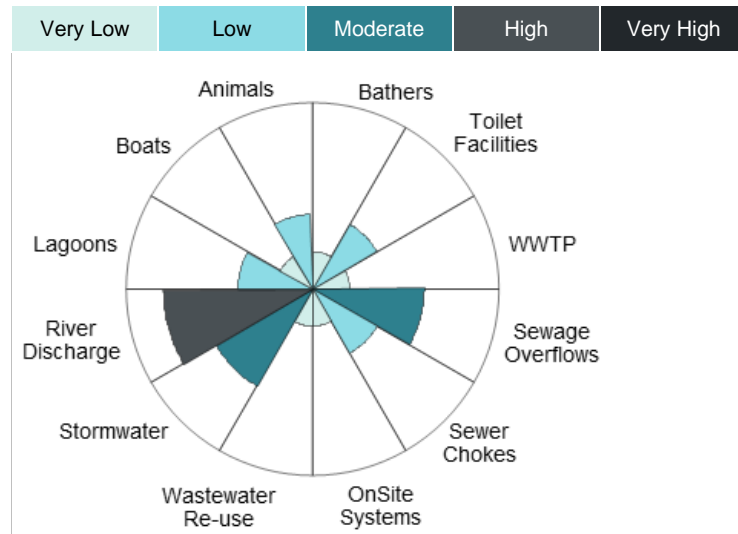 Very Low Low Moderate High Very High
Animals
Bathers
Toilet
Facilities
Boats
Lagoons
WWTP
River
Discharge
Sewage
Overflows
Stormwater
Sewer
Chokes
Wastewater
Re-use
OnSite
Systems